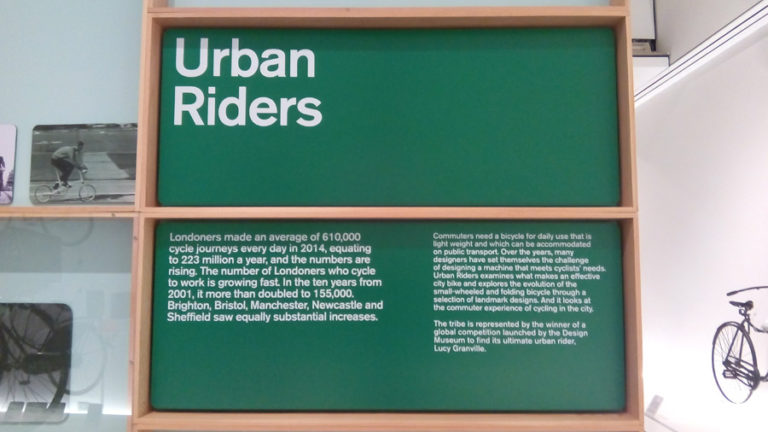 Urban
Riders
Londoners made an average of 610,000
cycle journeys every day in 2014, equating
to 223 million a year, and the numbers are
rising. The number of Londoners who cycle
to work is growing fast. In the ten years from
2001, it more than doubled to 155,000.
Brighton, Bristol, Manchester, Newcastle and
Sheffield saw equally substantial increases.
Commuters need a bicycle for daily use that is
light weight and which can be accommodated
on public transport. Over the years, many
designers have set themselves the challenge
of designing a machine that meets cyclists' needs.
Urban Riders examines what makes an effective
city bike and explores the evolution of the
small-wheeled and folding bicycle through a
selection of landmark designs. And it looks at
the commuter experience of cycling in the city.
The tribe is represented by the winner of a
global competition launched by the Design
Museum to find its ultimate urban rider,
Lucy Granville.